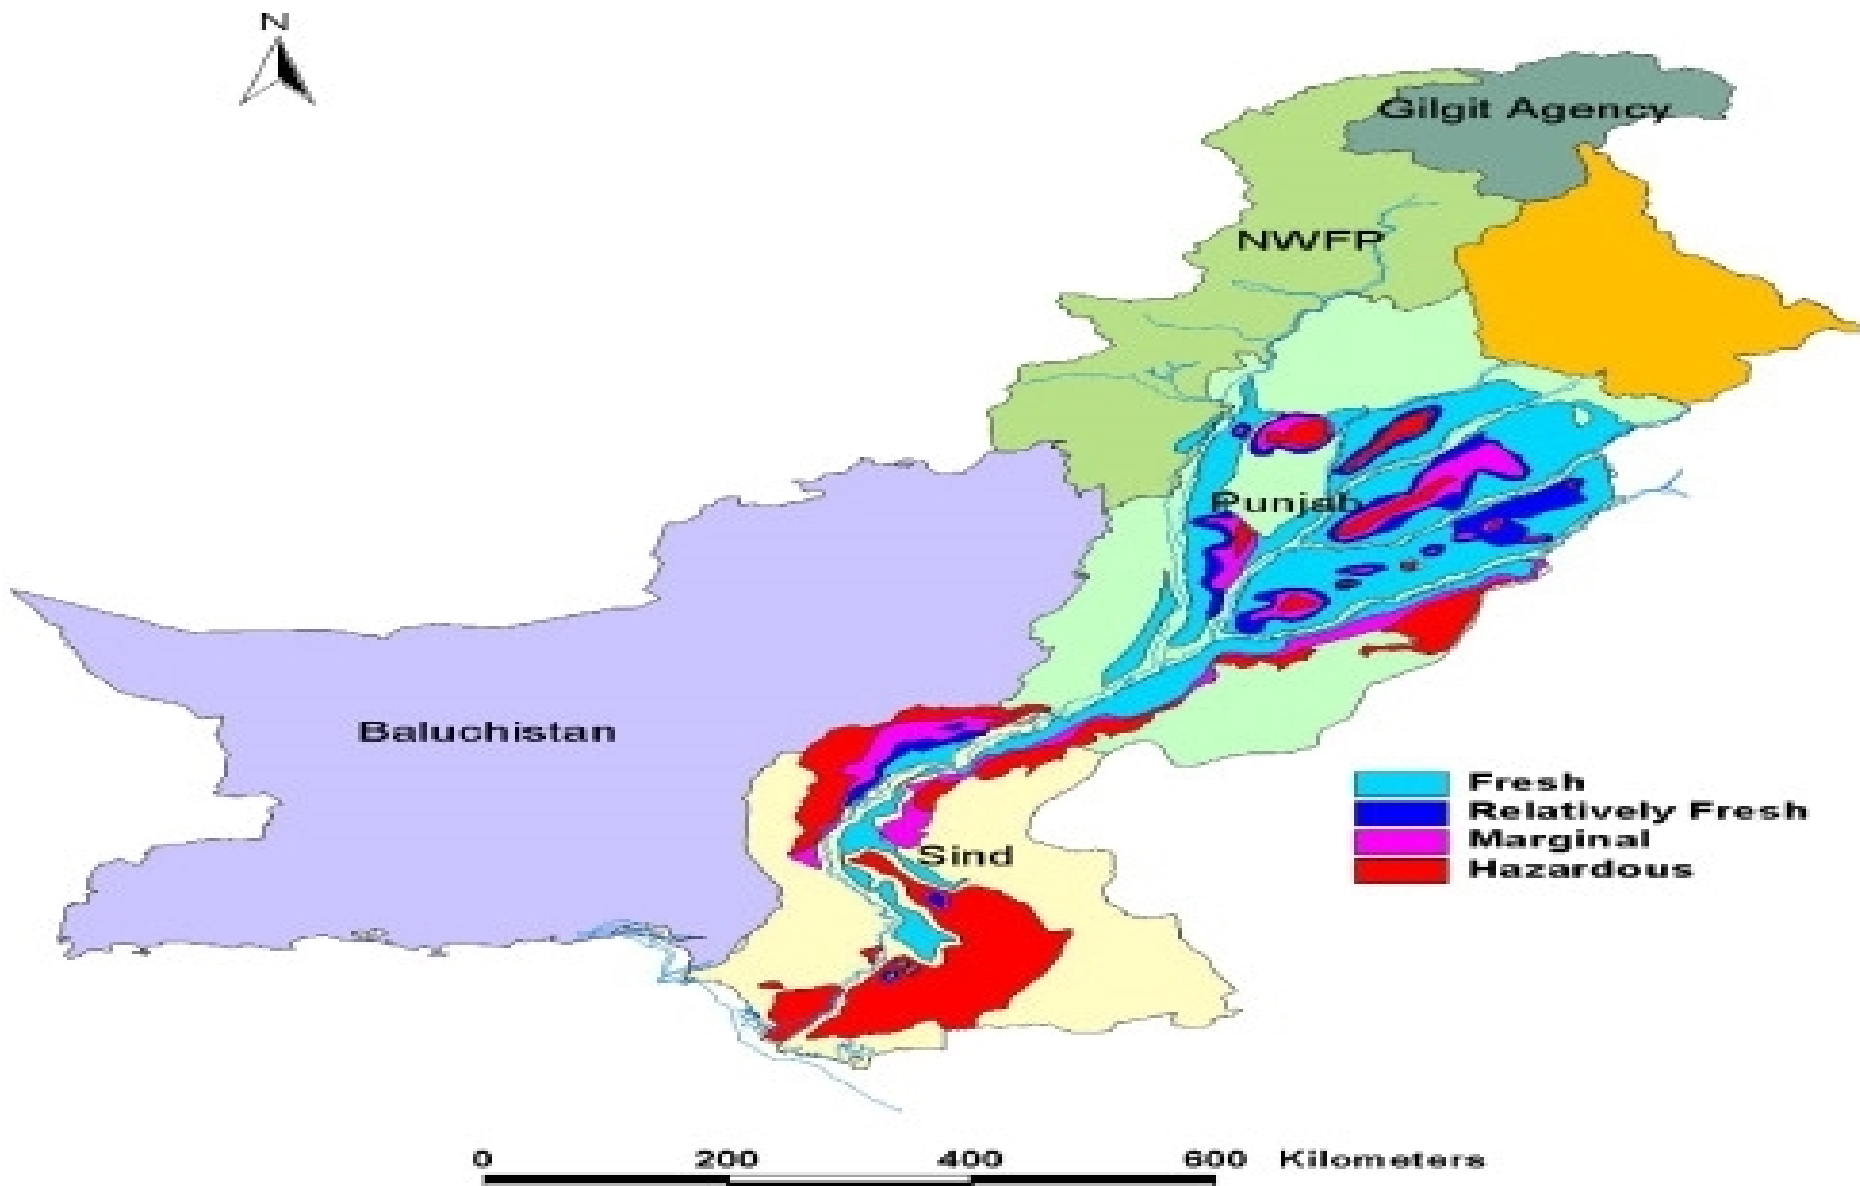 N
Gilgit Agency
NWFP
Punjab
Baluchistan
Fresh
Relatively Fresh
Marginal
Hazardous
Sind
0 200 400 600 Kilometers